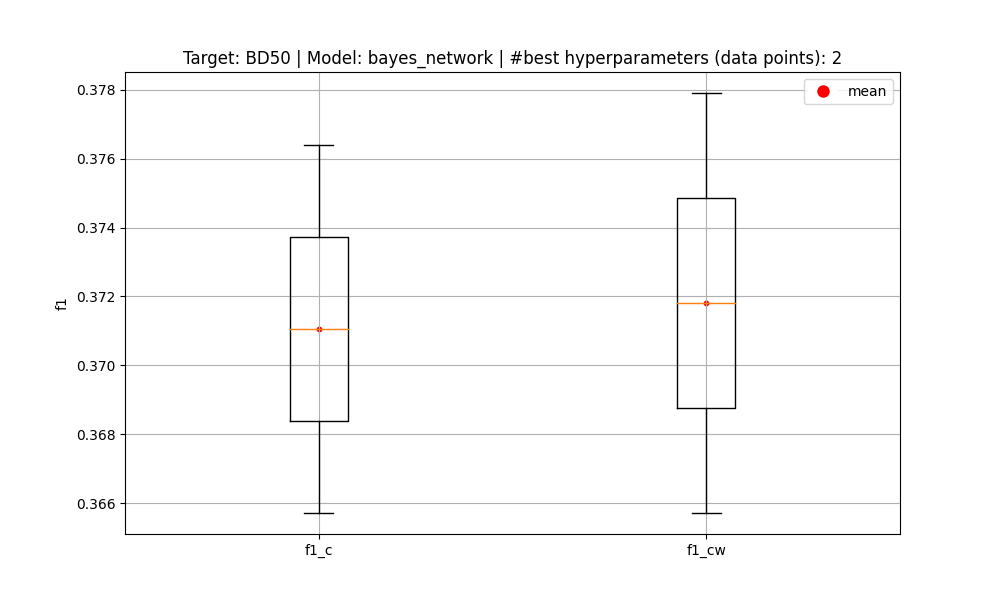 Target: BD50 | Model: bayes_network | #best hyperparameters (data points): 2
mean
0.378
0.376
0.374
0.372
0.370
0.368
0.366
f1
f1_c
f1_cw